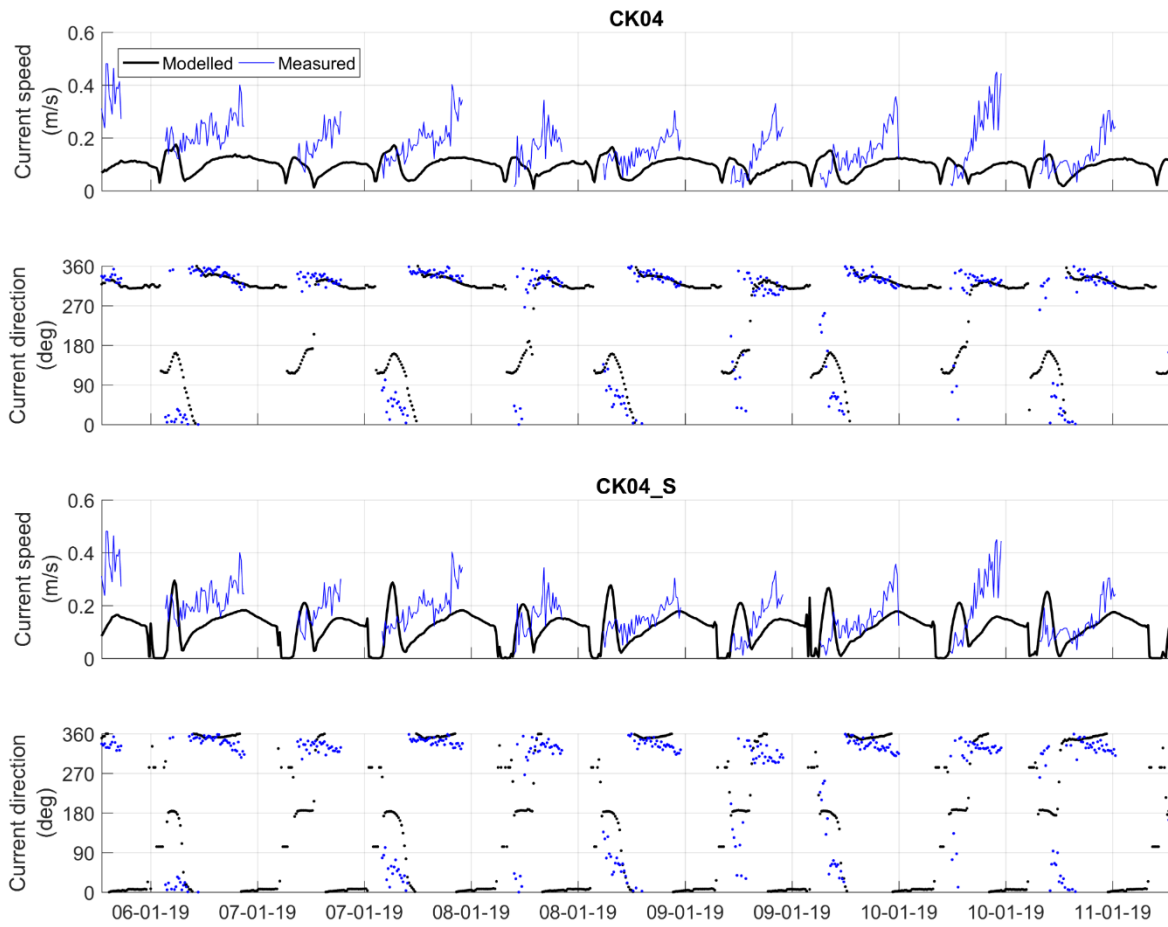 CK04
Current speed
(m/s)
0.6
0.4
0.2
0
Modelled
Measured
Current direction
(deg)
360
270
180
90
0
CK04_S
Current speed
(m/s)
0.6
0.4
0.2
0
Current direction
(deg)
360
270
180
90
0
06-01-19 07-01-19 07-01-19 08-01-19 08-01-19 09-01-19 09-01-19 10-01-19 10-01-19 11-01-19